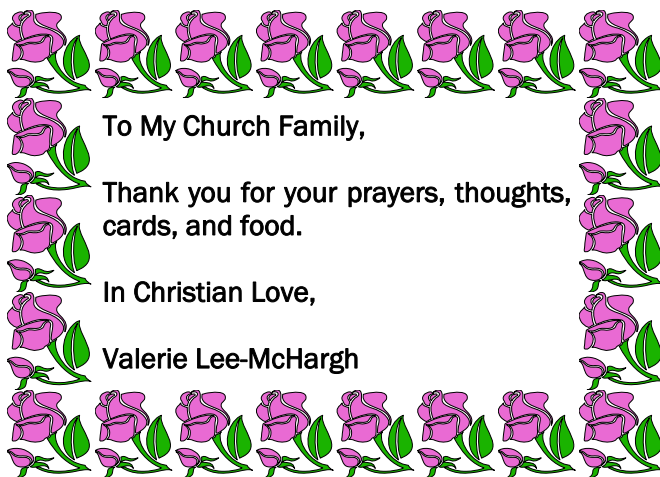 To My Church Family,
Thank you for your prayers, thoughts,
cards, and food.
In Christian Love,
Valerie Lee-McHargh